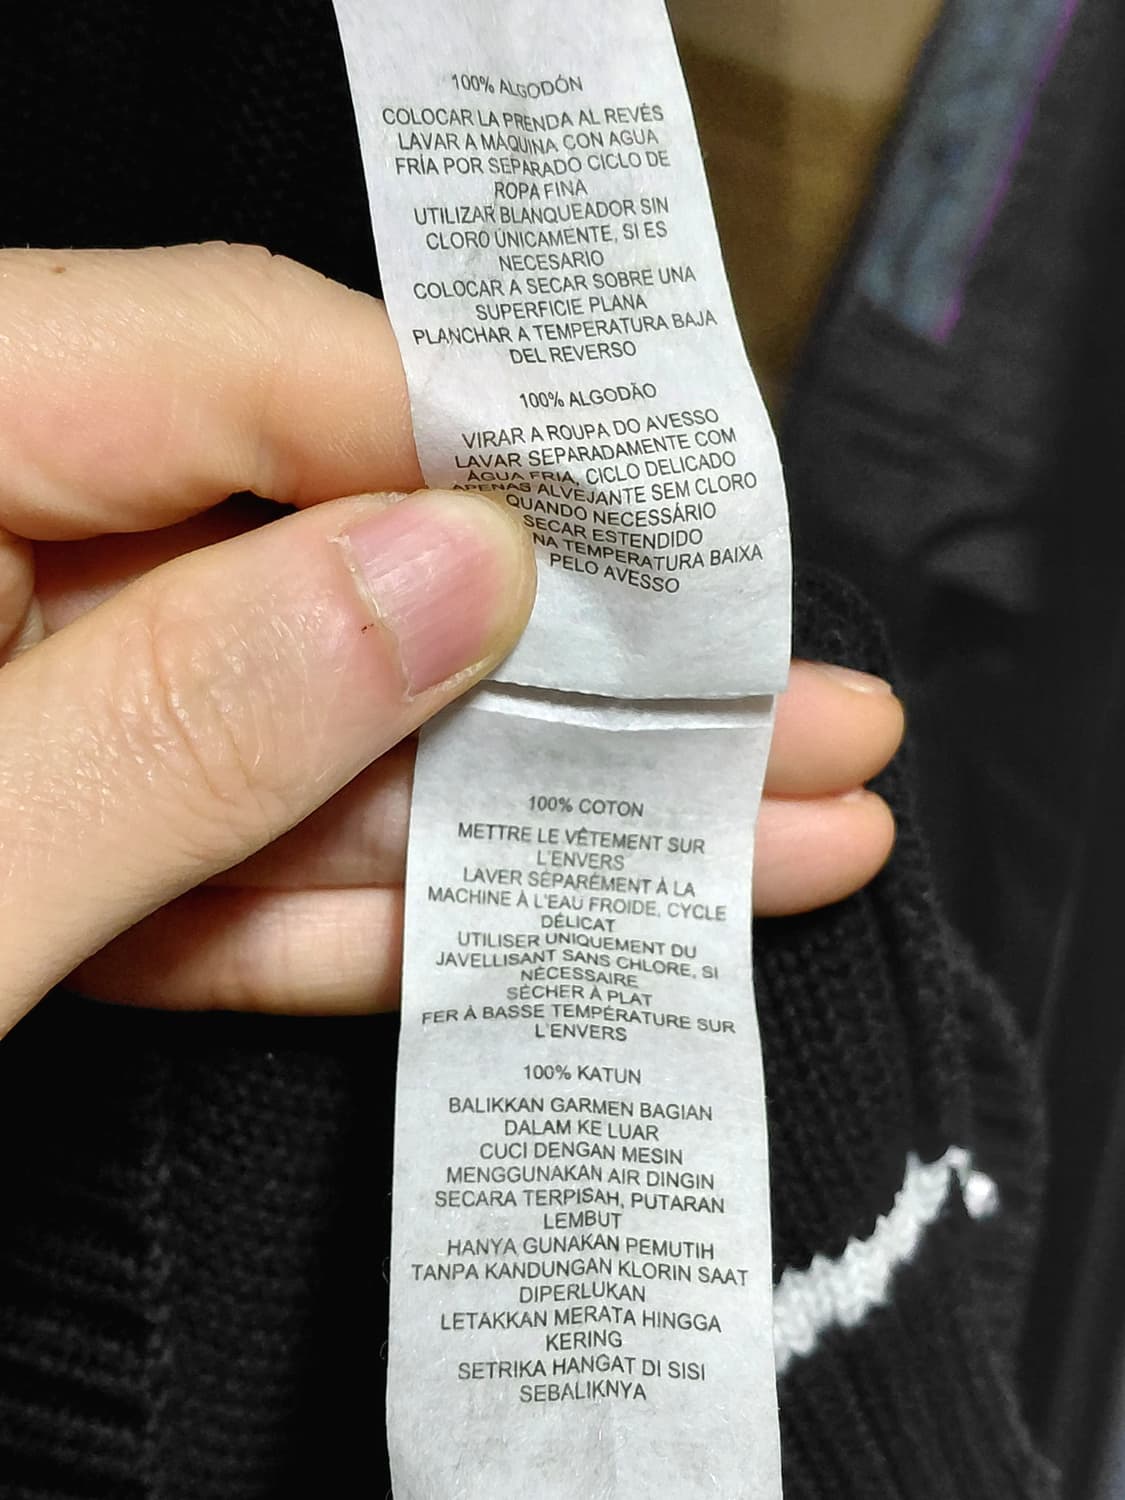 100% ALGODÓN
COLOCAR LA PRENDA AL REVÉS
LAVAR A MÁQUINA CON AGUA
FRÍA POR SEPARADO CICLO DE
ROPA FINA
UTILIZAR BLANQUEADOR SIN
CLORO ÚNICAMENTE, SI ES
NECESARIO
COLOCAR A SECAR SOBRE UNA
SUPERFICIE PLANA
PLANCHAR A TEMPERATURA BAJA
DEL REVERSO
100% ALGODÃO
VIRAR A ROUPA DO AVESSO
LAVAR SEPARADAMENTE COM
ÁGUA FRIA, CICLO DELICADO
APENAS ALVEJANTE SEM CLORO
QUANDO NECESSÁRIO
SECAR ESTENDIDO
NA TEMPERATURA BAIXA
PELO AVESSO
100% COTON
METTRE LE VÊTEMENT SUR
L'ENVERS
LAVER SÉPARÉMENT À LA
MACHINE À L'EAU FROIDE, CYCLE
DÉLICAT
UTILISER UNIQUEMENT DU
JAVELLISANT SANS CHLORE, SI
NÉCESSAIRE
SÉCHER À PLAT
FER À BASSE TEMPÉRATURE SUR
L'ENVERS
100% KATUN
BALIKKAN GARMEN BAGIAN
DALAM KE LUAR
CUCI DENGAN MESIN
MENGGUNAKAN AIR DINGIN
SECARA TERPISAH, PUTARAN
LEMBUT
HANYA GUNAKAN PEMUTIH
TANPA KANDUNGAN KLORIN SAAT
DIPERLUKAN
LETAKKAN MERATA HINGGA
KERING
SETRIKA HANGAT DI SISI
SEBALIKNYA